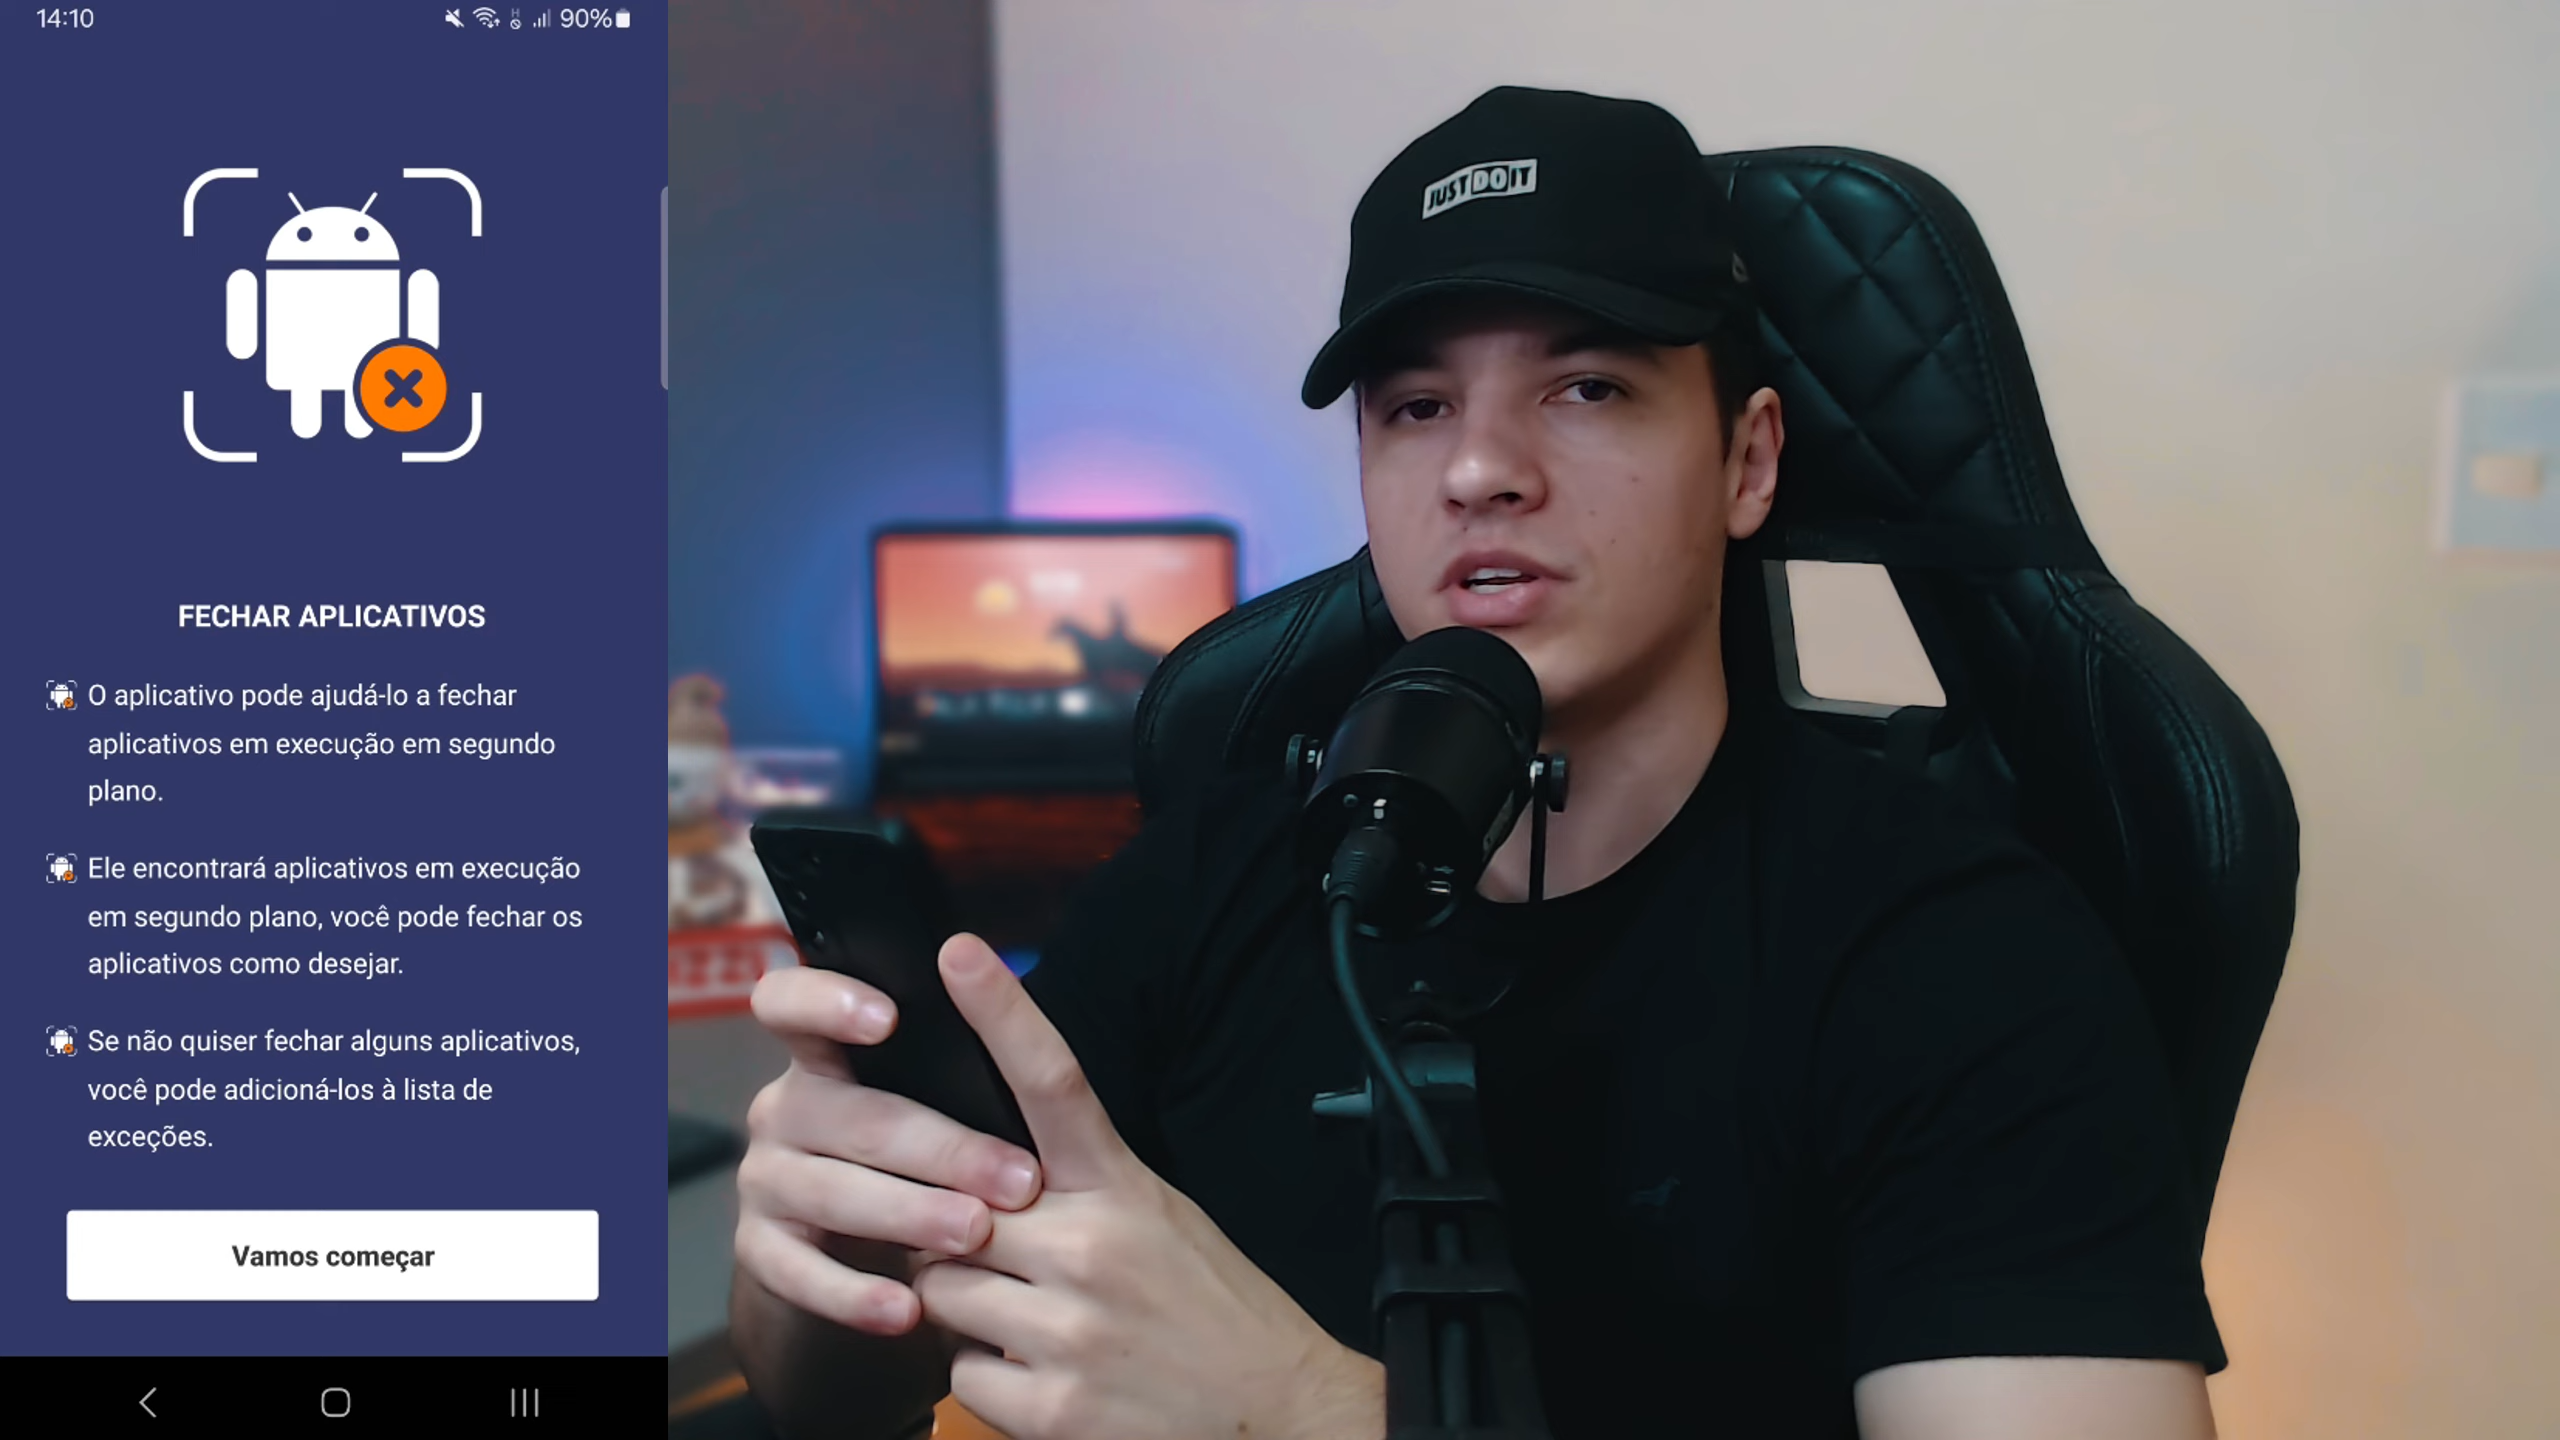 14:10
90%
FECHAR APLICATIVOS
O aplicativo pode ajudá-lo a fechar
aplicativos em execução em segundo
plano.
Ele encontrará aplicativos em execução
em segundo plano, você pode fechar os
aplicativos como desejar.
Se não quiser fechar alguns aplicativos,
você pode adicioná-los à lista de
exceções.
Vamos começar
JUST DO IT